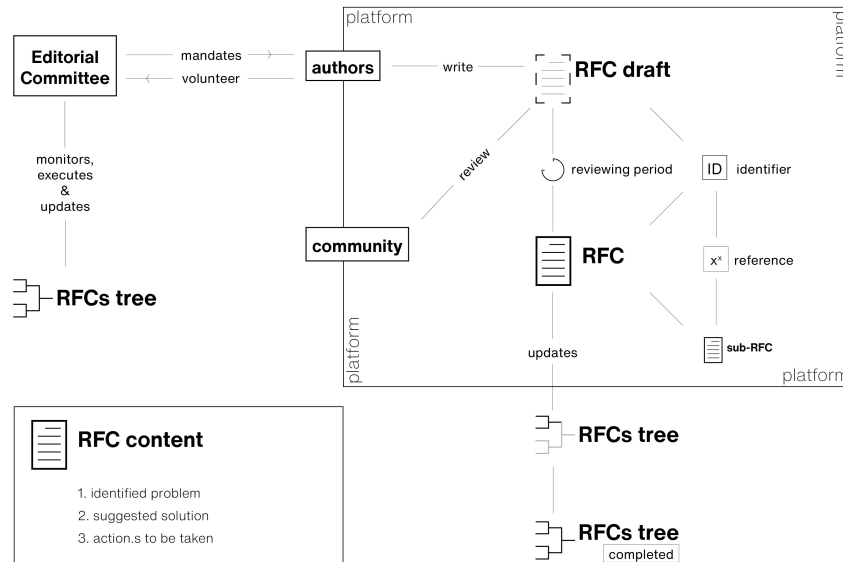 platform
platform
Editorial
Committee
mandates
volunteer
authors
write
RFC draft
monitors,
executes
&
updates
review
reviewing period
ID
identifier
community
RFC
xˣ
reference
RFCs tree
platform
updates
sub-RFC
platform
RFC content
1. identified problem
2. suggested solution
3. action.s to be taken
RFCs tree
RFCs tree
completed